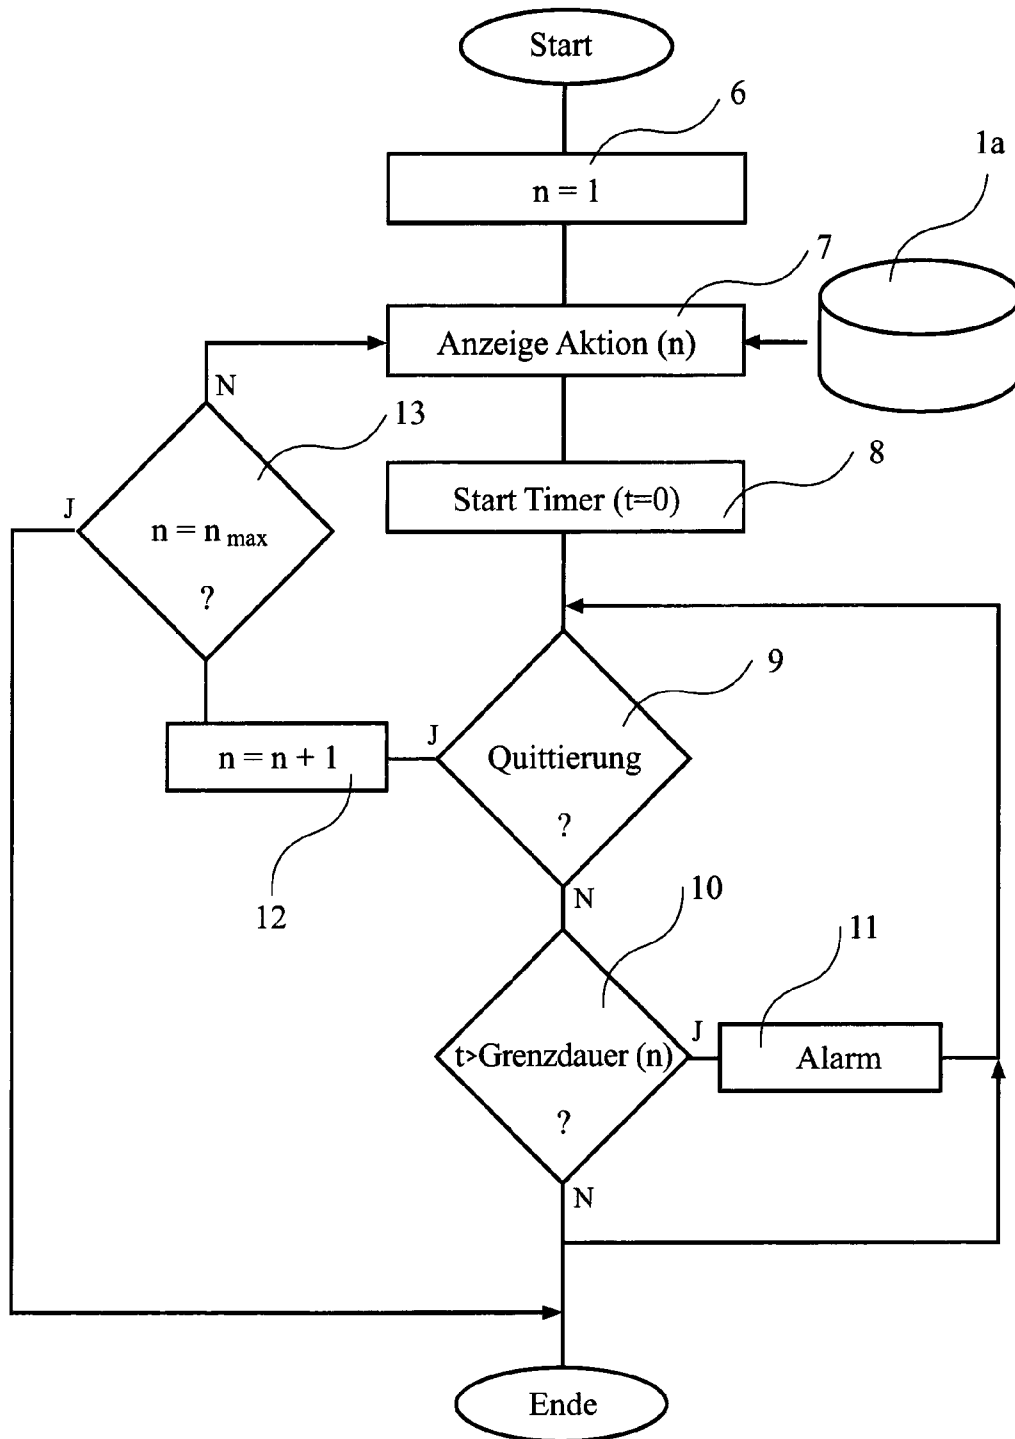 Start
6
n = 1
1a
7
Anzeige Aktion (n)
N
13
8
J
Start Timer (t=0)
n = n max
?
9
J
n = n + 1
Quittierung
?
12
N
10
11
J
t>Grenzdauer (n)
Alarm
?
N
Ende